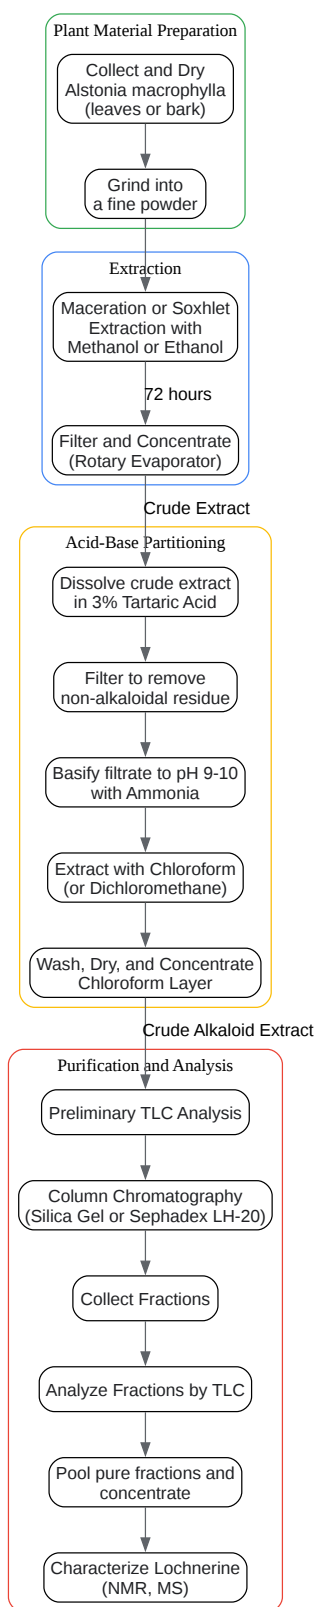 Plant Material Preparation
Collect and Dry
Alstonia macrophylla
(leaves or bark)
Grind into
a fine powder
Extraction
Maceration or Soxhlet
Extraction with
Methanol or Ethanol
72 hours
Filter and Concentrate
(Rotary Evaporator)
Crude Extract
Acid-Base Partitioning
Dissolve crude extract
in 3% Tartaric Acid
Filter to remove
non-alkaloidal residue
Basify filtrate to pH 9-10
with Ammonia
Extract with Chloroform
(or Dichloromethane)
Wash, Dry, and Concentrate
Chloroform Layer
Crude Alkaloid Extract
Purification and Analysis
Preliminary TLC Analysis
Column Chromatography
(Silica Gel or Sephadex LH-20)
Collect Fractions
Analyze Fractions by TLC
Pool pure fractions and
concentrate
Characterize Lochnerine
(NMR, MS)